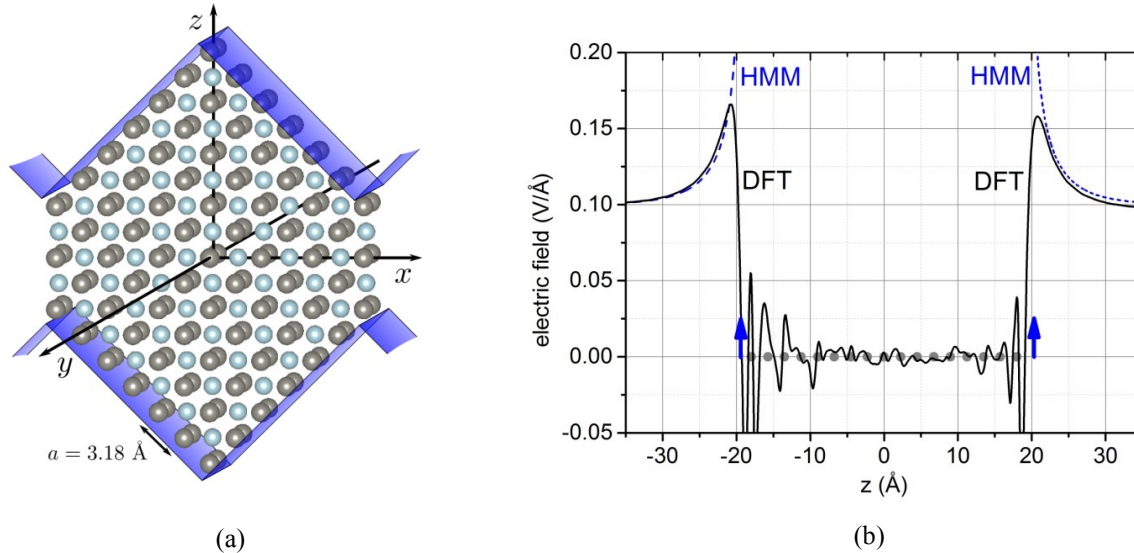 z
x
y
a = 3.18 Å
(a)
electric field (V/Å)
0.20
0.15
0.10
0.05
0.00
-0.05
HMM
HMM
DFT
DFT
-30 -20 -10 0 10 20 30
z (Å)
(b)